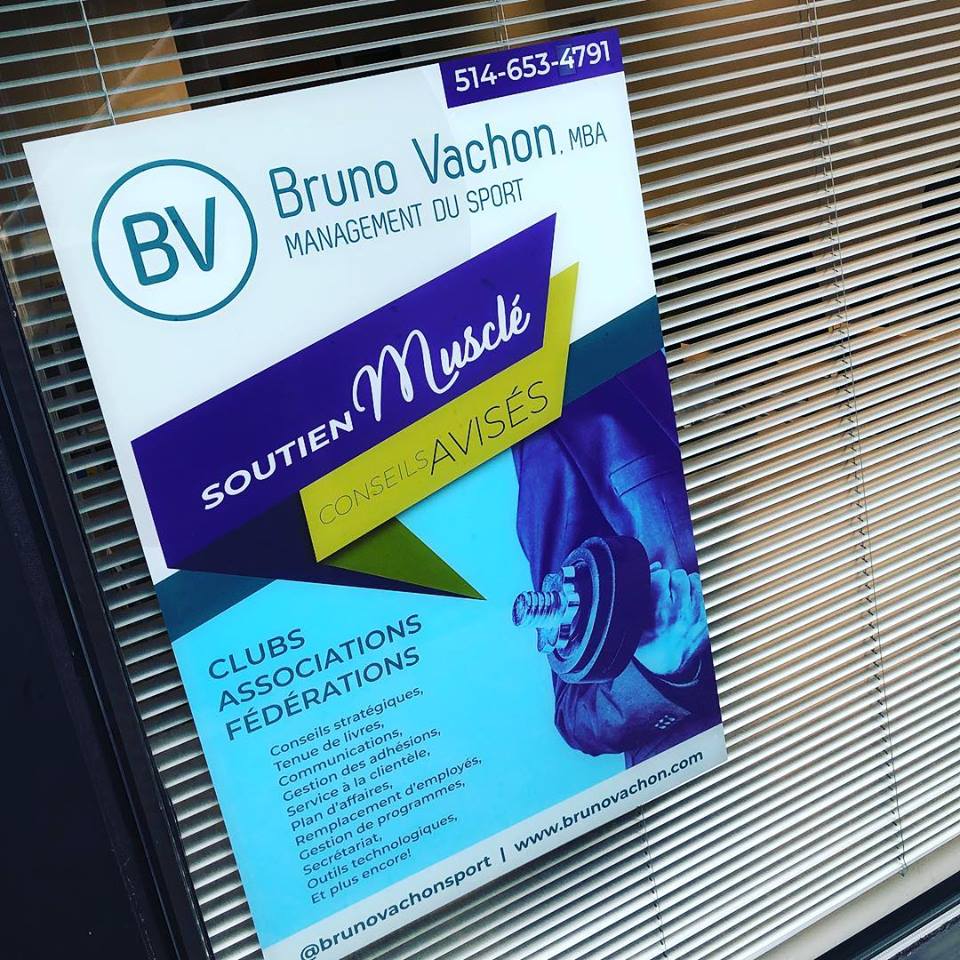 514-653-4791
BV
Bruno Vachon, MBA
MANAGEMENT DU SPORT
SOUTIEN Musclé
CONSEILS AVISÉS
CLUBS
ASSOCIATIONS
FÉDÉRATIONS
Conseils stratégiques,
Tenue de livres,
Communications,
Gestion des adhésions,
Service à la clientèle,
Plan d'affaires,
Remplacement d'employés,
Gestion de programmes,
Secrétariat,
Outils technologiques,
Et plus encore!
@brunovachonsport | www.brunovachon.com